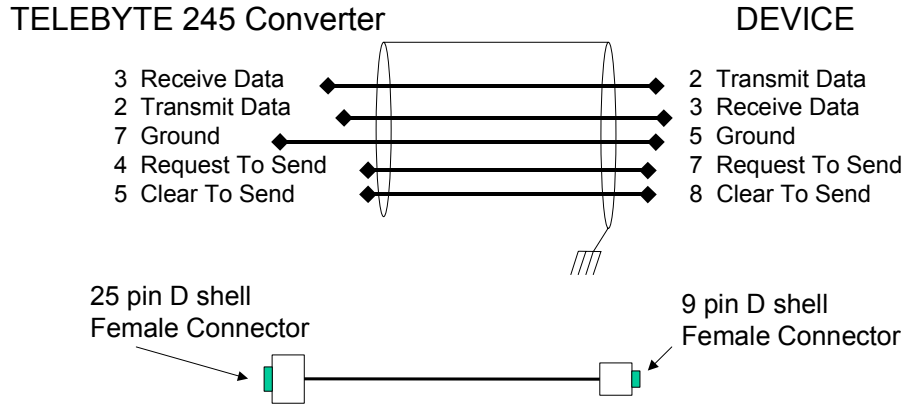 TELEBYTE 245 Converter DEVICE
3 Receive Data 2 Transmit Data
2 Transmit Data 3 Receive Data
7 Ground 5 Ground
4 Request To Send 7 Request To Send
5 Clear To Send 8 Clear To Send
25 pin D shell
Female Connector
9 pin D shell
Female Connector